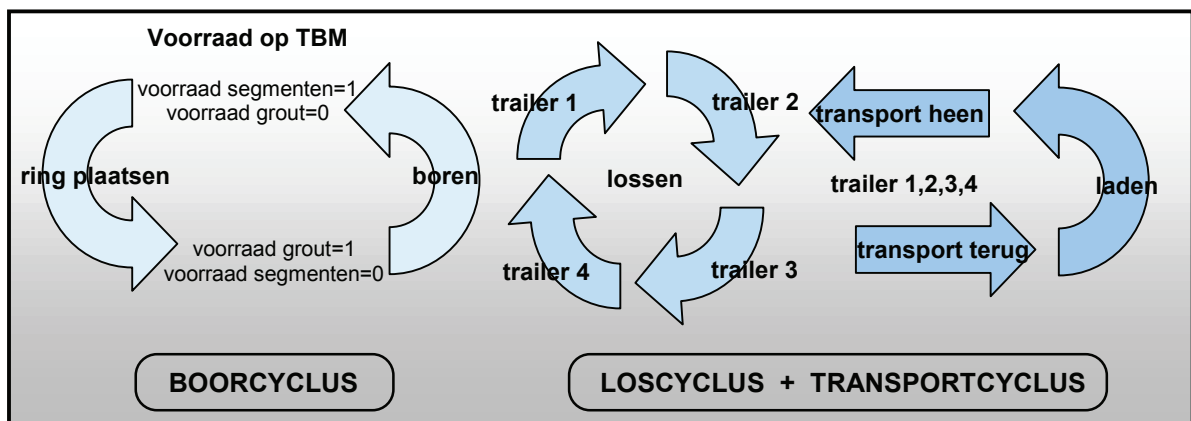 Voorraad op TBM
voorraad segmenten=1
voorraad grout=0
ring plaatsen
boren
voorraad grout=1
voorraad segmenten=0
BOORCYCLUS
trailer 1
trailer 2
lossen
trailer 4
trailer 3
transport heen
trailer 1,2,3,4
laden
transport terug
LOSCYCLUS + TRANSPORTCYCLUS